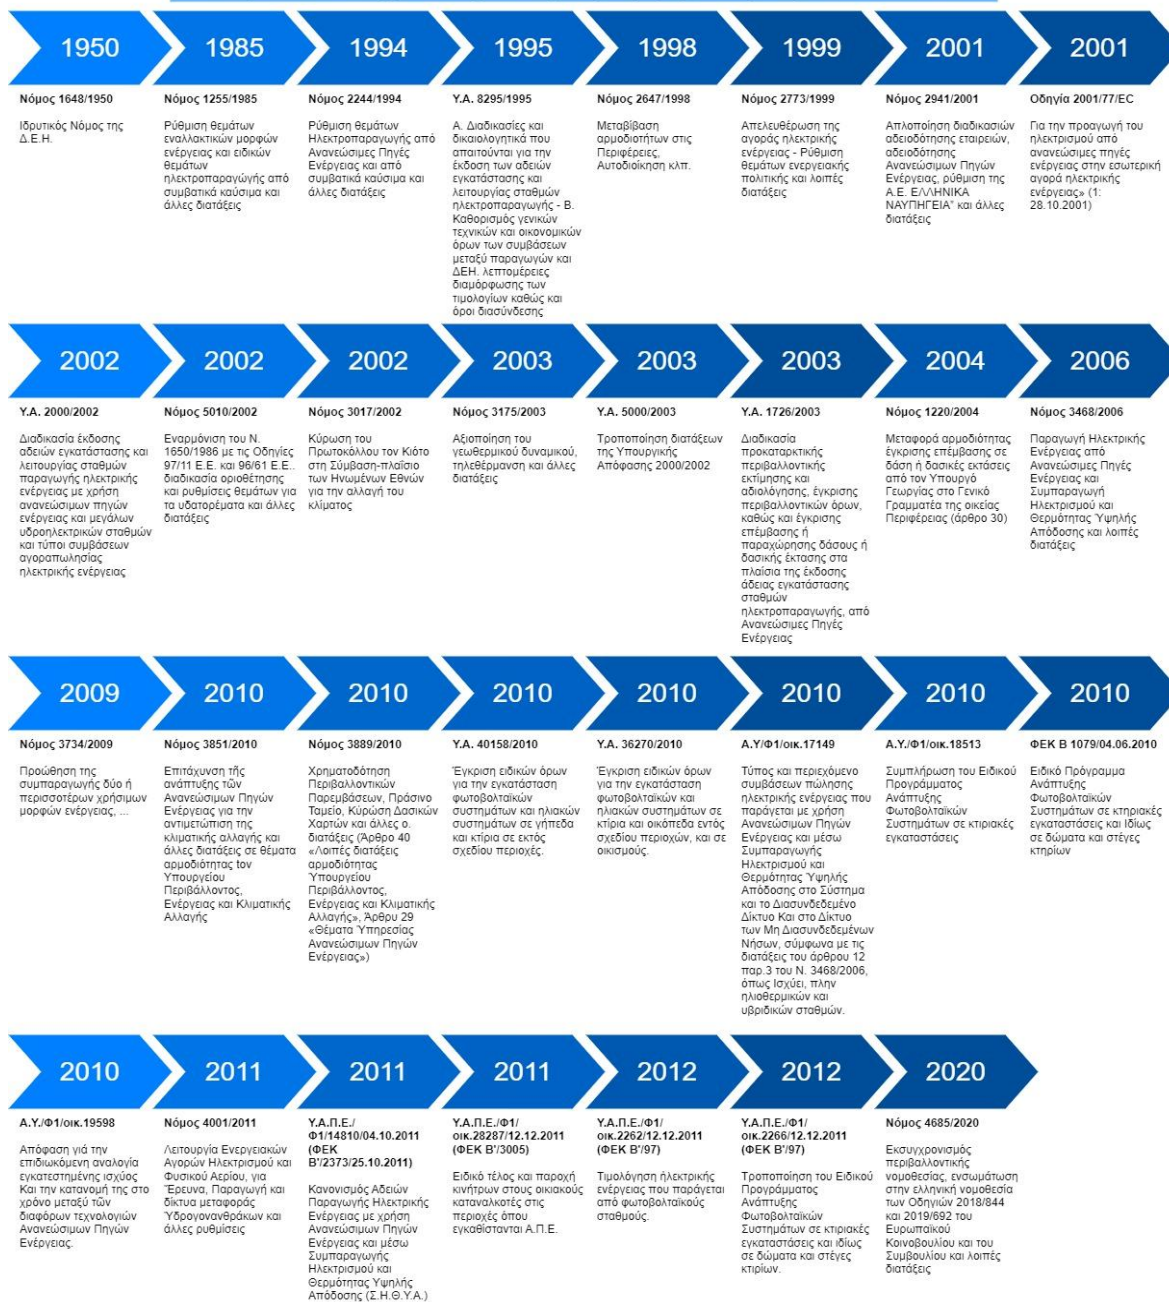 1950
1985
1994
1995
1998
1999
2001
2001
Νόμος 1648/1950
Ιδρυτικός Νόμος της
Δ.Ε.Η.
Νόμος 1255/1985
Ρύθμιση θεμάτων
εναλλακτικών μορφών
ενέργειας και ειδικών
θεμάτων
ηλεκτροπαραγώγής από
συμβατικά καύσιμα και
άλλες διατάξεις
Νόμος 2244/1994
Ρύθμιση θεμάτων
Ηλεκτροπαραγωγής από
Ανανεώσιμες Πηγές
Ενέργειας και από
συμβατικά καύσιμα και
άλλες διατάξεις
Υ.Α. 8295/1995
Α. Διαδικασίες και
δικαιολογητικά που
απαιτούνται για την
έκδοση των αδειών
εγκατάστασης και
λειτουργίας σταθμών
ηλεκτροπαραγωγής - Β.
Καθορισμός γενικών
τεχνικών και οικονομικών
όρων των συμβάσεων
μεταξύ παραγωγών και
ΔΕΗ. λεπτομέρειες
διαμόρφωσης των
τιμολογίων καθώς και
όροι διασύνδεσης
Νόμος 2647/1998
Μεταβίβαση
αρμοδιοτήτων στις
Περιφέρειες,
Αυτοδιοίκηση κλπ.
Νόμος 2773/1999
Απελευθέρωση της
αγοράς ηλεκτρικής
ενέργειας - Ρύθμιση
θεμάτων ενεργειακής
πολιτικής και λοιπές
διατάξεις
Νόμος 2941/2001
Απλοποίηση διαδικασιών
αδειοδότησης εταιρειών,
αδειοδότησης
Ανανεώσιμων Πηγών
Ενέργειας, ρύθμιση της
Α.Ε. ΕΛΛΗΝΙΚΑ
ΝΑΥΠΗΓΕΙΑ" και άλλες
διατάξεις
Οδηγία 2001/77/EC
Για την προαγωγή του
ηλεκτρισμού από
ανανεώσιμες πηγές
ενέργειας στην εσωτερική
αγορά ηλεκτρικής
ενέργειας» (1:
28.10.2001)
2002
2002
2002
2003
2003
2003
2004
2006
Υ.Α. 2000/2002
Διαδικασία έκδοσης
αδειών εγκατάστασης και
λειτουργίας σταθμών
παραγωγής ηλεκτρικής
ενέργειας με χρήση
ανανεώσιμων πηγών
ενέργειας και μεγάλων
υδροηλεκτρικών σταθμών
και τύποι συμβάσεων
αγοραπωλησίας
ηλεκτρικής ενέργειας
Νόμος 5010/2002
Εναρμόνιση του Ν.
1650/1986 με τις Οδηγίες
97/11 Ε.Ε. και 96/61 Ε.Ε..
διαδικασία οριοθέτησης
και ρυθμίσεις θεμάτων για
τα υδατορέματα και άλλες
διατάξεις
Νόμος 3017/2002
Κύρωση του
Πρωτοκόλλου τον Κιότο
στη Σύμβαση-πλαίσιο
των Ηνωμένων Εθνών
για την αλλαγή του
κλίματος
Νόμος 3175/2003
Αξιοποίηση του
γεωθερμικού δυναμικού,
τηλεθέρμανση και άλλες
διατάξεις
Υ.Α. 5000/2003
Τροποποίηση διατάξεων
της Υπουργικής
Απόφασης 2000/2002
Υ.Α. 1726/2003
Διαδικασία
προκαταρκτικής
περιβαλλοντικής
εκτίμησης και
αδιολόγησης, έγκρισης
περιβαλλοντικών όρων,
καθώς και έγκρισης
επέμβασης ή
παραχώρησης δάσους ή
δασικής έκτασης στα
πλαίσια της έκδοσης
άδειας εγκατάστασης
σταθμών
ηλεκτροπαραγωγής, από
Ανανεώσιμες Πηγές
Ενέργειας
Νόμος 1220/2004
Μεταφορά αρμοδιότητας
έγκρισης επέμβασης σε
δάση ή δασικές εκτάσεις
από τον Υπουργό
Γεωργίας στο Γενικό
Γραμματέα της οικείας
Περιφέρειας (άρθρο 30)
Νόμος 3468/2006
Παραγωγή Ηλεκτρικής
Ενέργειας από
Ανανεώσιμες Πηγές
Ενέργειας και
Συμπαραγωγή
Ηλεκτρισμού και
Θερμότητας Ύψηλής
Απόδοσης και λοιπές
διατάξεις
2009
2010
2010
2010
2010
2010
2010
2010
Νόμος 3734/2009
Προώθηση της
συμπαραγωγής δύο ή
περισσοτέρων χρήσιμων
μορφών ενέργειας, ...
Νόμος 3851/2010
Επιτάχυνση τής
ανάπτυξης τῶν
Ανανεώσιμων Πηγών
Ενέργειας για την
αντιμετώπιση της
κλιματικής αλλαγής και
άλλες διατάξεις σε θέματα
αρμοδιότητας τον
Υπουργείου
Περιβάλλοντος,
Ενέργειας και Κλιματικής
Αλλαγής
Νόμος 3889/2010
Χρηματοδότηση
Περιβαλλοντικών
Παρεμβάσεων, Πράσινο
Ταμείο, Κύρώση Δασικών
Χαρτών και άλλες ο.
διατάξεις (Άρθρο 40
«Λοιπές διατάξεις
αρμοδιότητας
Ύπουργείου
Περιβάλλοντος,
Ενέργειας και Κλιματικής
Αλλαγής», Άρθρυ 29
«Θέματα Ύπηρεσίας
Ανανεώσιμων Πηγών
Ενέργειας»)
Υ.Α. 40158/2010
Έγκριση ειδικών όρων
για την εγκατάσταση
φωτοβολταϊκών
συστημάτων και ηλιακών
συστημάτων σε γήπεδα
και κτίρια σε εκτός
σχεδίου περιοχές.
Υ.Α. 36270/2010
Έγκριση ειδικών όρων
για την εγκατάσταση
φωτοβολταϊκών και
ηλιακών συστημάτων σε
κτίρια και οικόπεδα εντός
σχεδίου περιοχών, και σε
οικισμούς.
Α.Υ/Φ1/οικ.17149
Τύπος και περιεχόμενο
συμβάσεων πώλησης
ηλεκτρικής ενέργειας που
παράγεται με χρήση
Ανανεώσιμων Πηγών
Ενέργειας και μέσω
Συμπαραγωγής
Ηλεκτρισμού και
Θερμότητας Ύψηλής
Απόδοσης στο Σύστημα
και το Διασυνδεδεμένο
Δίκτυο Και στο Δίκτυο
των Μη Διασυνδεδεμένων
Νήσων, σύμφωνα με τις
διατάξεις του άρθρου 12
παρ.3 του Ν. 3468/2006,
όπως Ισχύει, πλην
ηλιοθερμικών και
υβριδικών σταθμών.
Α.Υ./Φ1/οικ.18513
Συμπλήρωση του Ειδικού
Προγράμματος
Ανάπτυξης
Φωτοβολταϊκών
Συστημάτων σε κτιριακές
εγκαταστάσεις
ΦΕΚ Β 1079/04.06.2010
Ειδικό Πρόγραμμα
Ανάπτυξης
Φωτοβολταϊκών
Συστημάτων σε κτηριακές
εγκαταστάσεις και Ιδίως
σε δώματα και στέγες
κτηρίων
2010
2011
2011
2011
2012
2012
2020
Α.Υ./Φ1/οικ.19598
Απόφαση γιά την
επιδιωκόμενη αναλογία
εγκατεστημένης ισχύος
Και την κατανομή της στο
χρόνο μεταξύ τῶν
διαφόρων τεχνολογιών
Ανανεώσιμων Πηγών
Ενέργειας.
Νόμος 4001/2011
Λειτουργία Ενεργειακών
Αγορών Ηλεκτρισμού και
Φυσικού Αερίου, για
Έρευνα, Παραγωγή και
δίκτυα μεταφοράς
Ύδρογονανθράκων και
άλλες ρυθμίσεις
Υ.Α.Π.Ε./
Φ1/14810/04.10.2011
(ΦΕΚ
Β'/2373/25.10.2011)
Κανονισμός Αδειών
Παραγωγής Ηλεκτρικής
Ενέργειας με χρήση
Ανανεώσιμων Πηγών
Ενέργειας και μέσω
Συμπαραγωγής
Ηλεκτρισμού και
Θερμότητας Υψηλής
Απόδοσης (Σ.Η.Θ.Υ.Α.)
Υ.Α.Π.Ε./Φ1/
οικ.28287/12.12.2011
(ΦΕΚ Β'/3005)
Ειδικό τέλος και παροχή
κινήτρων στους οικιακούς
καταναλκοτές στις
περιοχές όπου
εγκαθίστανται Α.Π.Ε.
Υ.Α.Π.Ε./Φ1/
οικ.2262/12.12.2011
(ΦΕΚ Β'/97)
Τιμολόγηση ήλεκτρικής
ενέργειας που παράγεται
από φωτοβολταϊκούς
σταθμούς.
Υ.Α.Π.Ε./Φ1/
οικ.2266/12.12.2011
(ΦΕΚ Β'/97)
Τροποποίηση του Ειδικού
Προγράμματος
Ανάπτυξης
Φωτοβολταϊκών
Συστημάτων σε κτιριακές
εγκαταστάσεις και ιδίως
σε δώματα και στέγες
κτιρίων.
Νόμος 4685/2020
Εκσυγχρονισμός
περιβαλλοντικής
νομοθεσίας, ενσωμάτωση
στην ελληνική νομοθεσία
των Οδηγιών 2018/844
και 2019/692 του
Ευρωπαϊκού
Κοινοβουλίου και του
Συμβουλίου και λοιπές
διατάξεις